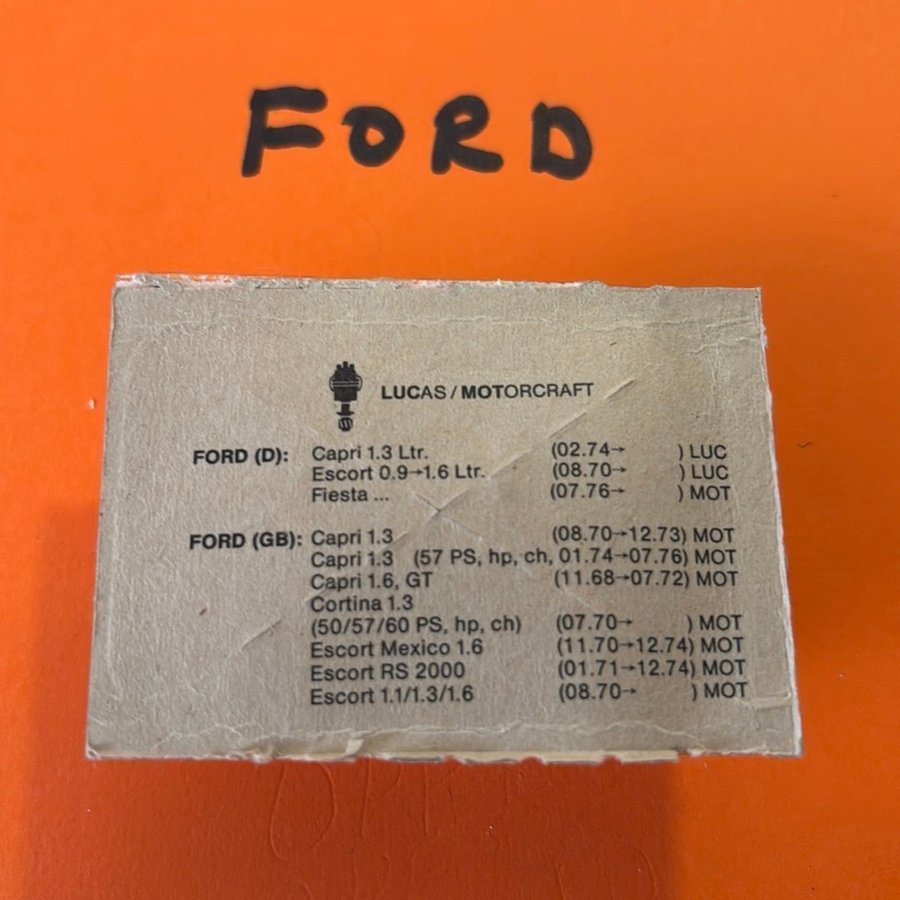 FORD
LUCAS / MOTORCRAFT
FORD (D): Capri 1.3 Ltr. (02.74→ ) LUC
Escort 0.9→1.6 Ltr. (08.70→ ) LUC
Fiesta ... (07.76→ ) MOT
FORD (GB): Capri 1.3 (08.70→12.73) MOT
Capri 1.3 (57 PS, hp, ch, 01.74→07.76) MOT
Capri 1.6, GT (11.68→07.72) MOT
Cortina 1.3
(50/57/60 PS, hp, ch) (07.70→ ) MOT
Escort Mexico 1.6 (11.70→12.74) MOT
Escort RS 2000 (01.71→12.74) MOT
Escort 1.1/1.3/1.6 (08.70→ ) MOT